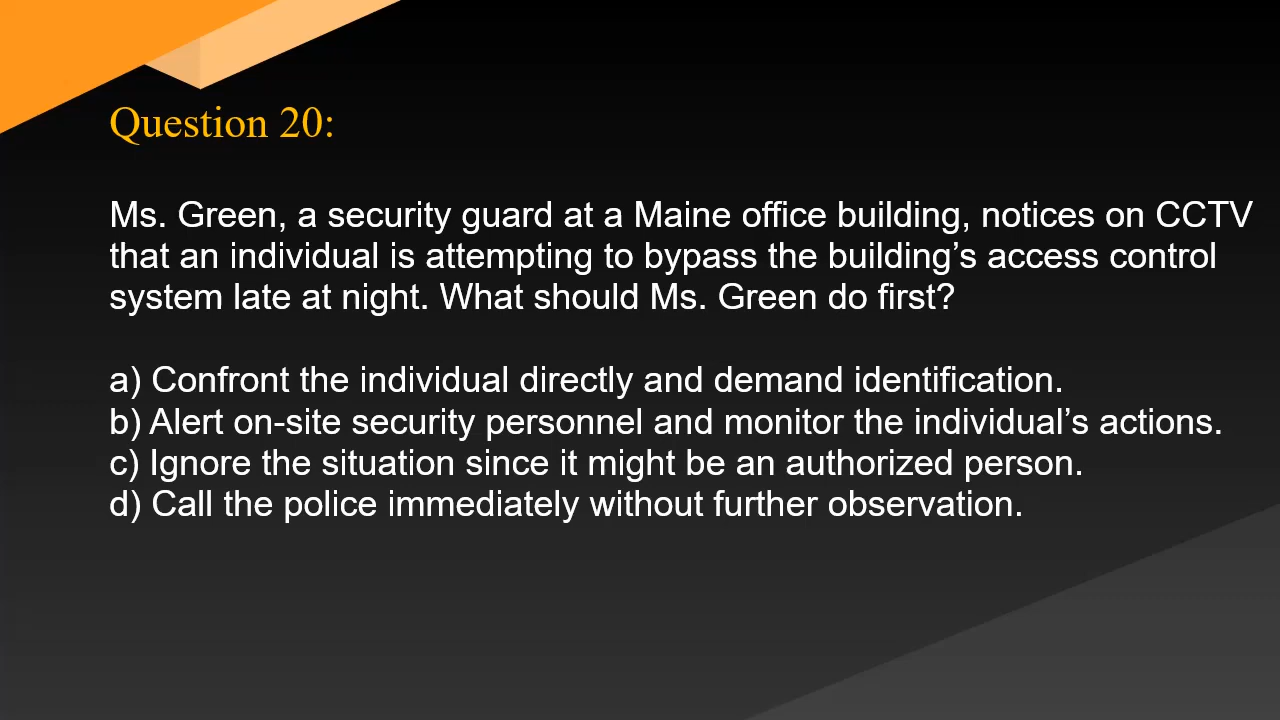 Question 20:
Ms. Green, a security guard at a Maine office building, notices on CCTV
that an individual is attempting to bypass the building’s access control
system late at night. What should Ms. Green do first?
a) Confront the individual directly and demand identification.
b) Alert on-site security personnel and monitor the individual’s actions.
c) Ignore the situation since it might be an authorized person.
d) Call the police immediately without further observation.